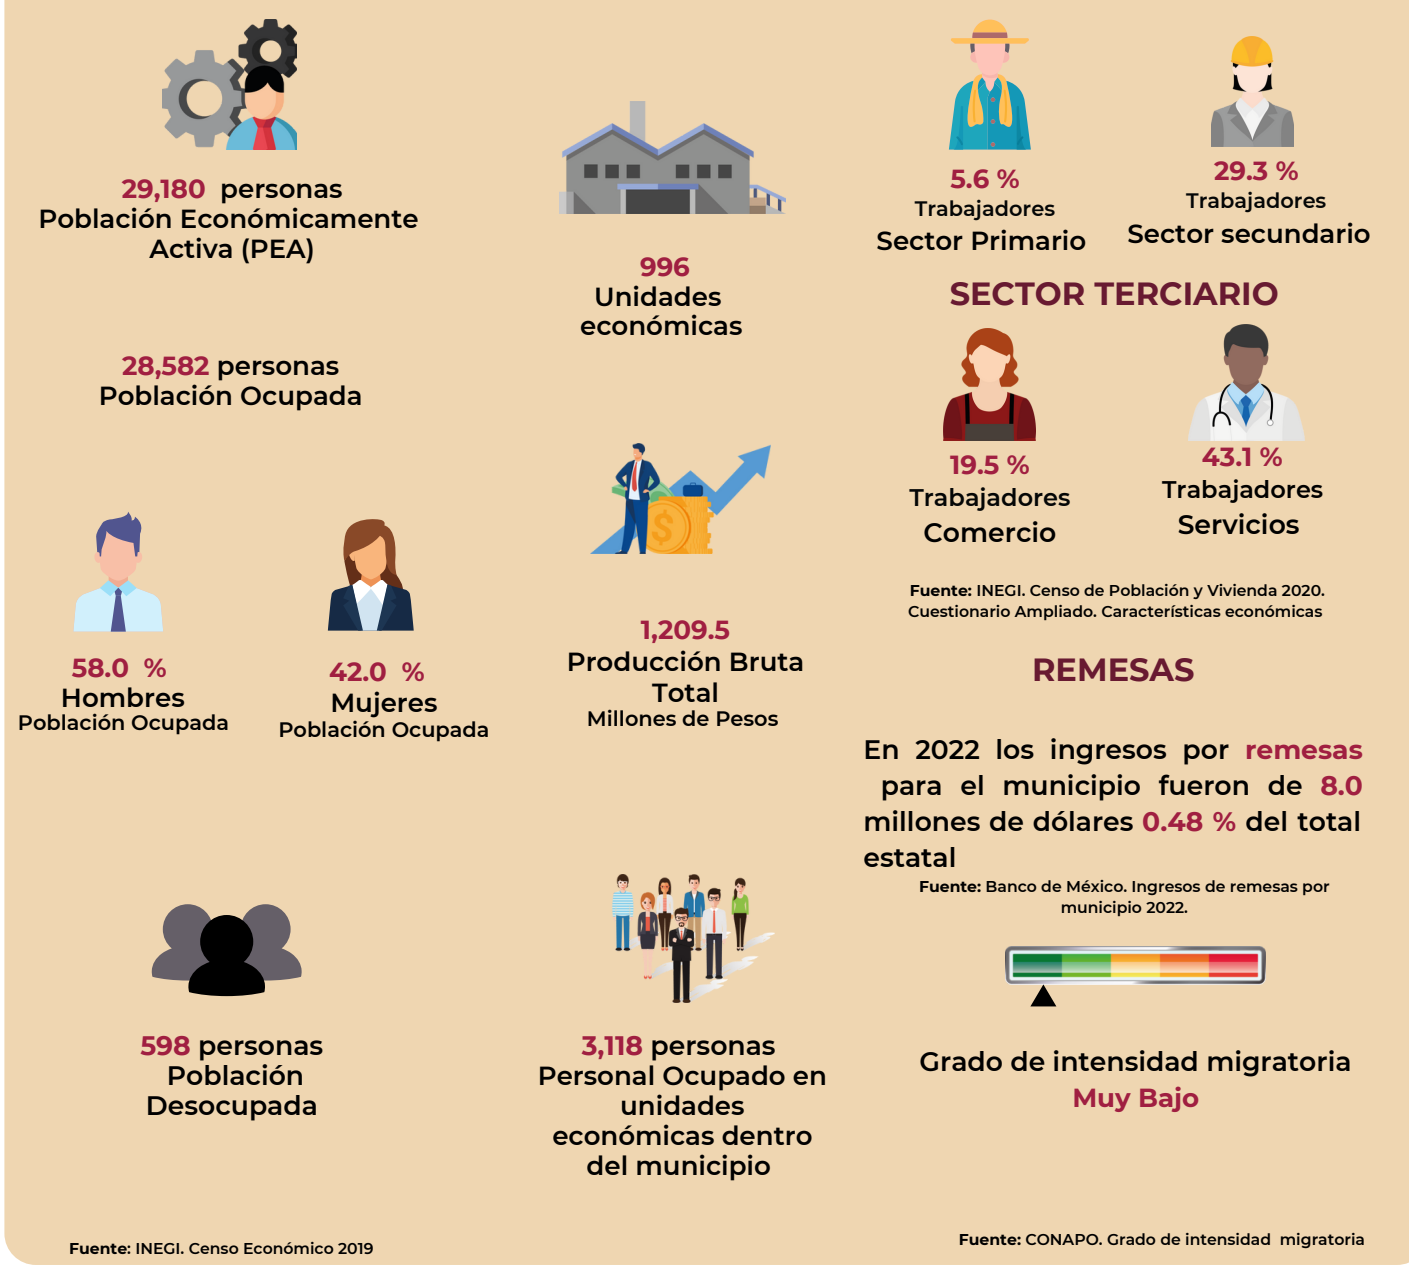 29,180 personas
Población Económicamente
Activa (PEA)
28,582 personas
Población Ocupada
58.0 %
Hombres
Población Ocupada
42.0 %
Mujeres
Población Ocupada
598 personas
Población
Desocupada
Fuente: INEGI. Censo Económico 2019
996
Unidades
económicas
1,209.5
Producción Bruta
Total
Millones de Pesos
3,118 personas
Personal Ocupado en
unidades
económicas dentro
del municipio
5.6 %
Trabajadores
Sector Primario
29.3 %
Trabajadores
Sector secundario
SECTOR TERCIARIO
19.5 %
Trabajadores
Comercio
43.1 %
Trabajadores
Servicios
Fuente: INEGI. Censo de Población y Vivienda 2020.
Cuestionario Ampliado. Características económicas
REMESAS
En 2022 los ingresos por remesas
para el municipio fueron de 8.0
millones de dólares 0.48 % del total
estatal
Fuente: Banco de México. Ingresos de remesas por
municipio 2022.
Grado de intensidad migratoria
Muy Bajo
Fuente: CONAPO. Grado de intensidad migratoria